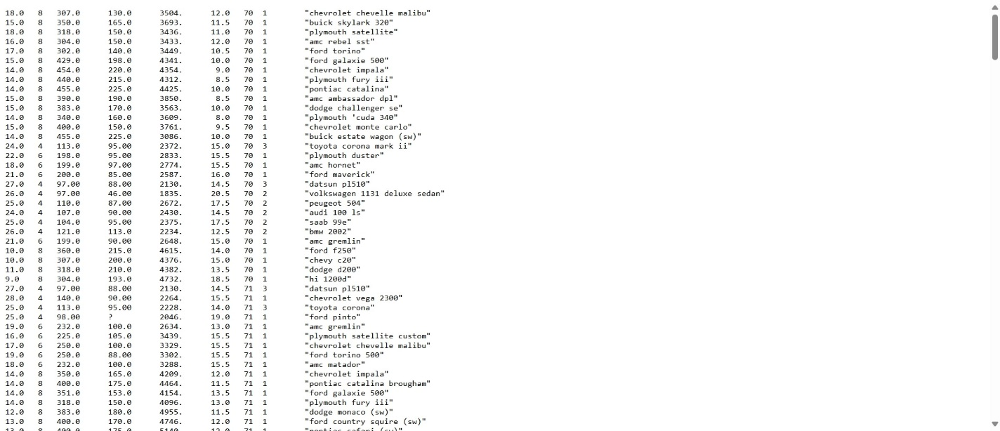 18.0 8 307.0 130.0 3504. 12.0 70 1 "chevrolet chevelle malibu"
15.0 8 350.0 165.0 3693. 11.5 70 1 "buick skylark 320"
18.0 8 318.0 150.0 3436. 11.0 70 1 "plymouth satellite"
16.0 8 304.0 150.0 3433. 12.0 70 1 "amc rebel sst"
17.0 8 302.0 140.0 3449. 10.5 70 1 "ford torino"
15.0 8 429.0 198.0 4341. 10.0 70 1 "ford galaxie 500"
14.0 8 454.0 220.0 4354. 9.0 70 1 "chevrolet impala"
14.0 8 440.0 215.0 4312. 8.5 70 1 "plymouth fury iii"
14.0 8 455.0 225.0 4425. 10.0 70 1 "pontiac catalina"
15.0 8 390.0 190.0 3850. 8.5 70 1 "amc ambassador dpl"
15.0 8 383.0 170.0 3563. 10.0 70 1 "dodge challenger se"
14.0 8 340.0 160.0 3609. 8.0 70 1 "plymouth 'cuda 340"
15.0 8 400.0 150.0 3761. 9.5 70 1 "chevrolet monte carlo"
14.0 8 455.0 225.0 3086. 10.0 70 1 "buick estate wagon (sw)"
24.0 4 113.0 95.00 2372. 15.0 70 3 "toyota corona mark ii"
22.0 6 198.0 95.00 2833. 15.5 70 1 "plymouth duster"
18.0 6 199.0 97.00 2774. 15.5 70 1 "amc hornet"
21.0 6 200.0 85.00 2587. 16.0 70 1 "ford maverick"
27.0 4 97.00 88.00 2130. 14.5 70 3 "datsun pl510"
26.0 4 97.00 46.00 1835. 20.5 70 2 "volkswagen 1131 deluxe sedan"
25.0 4 110.0 87.00 2672. 17.5 70 2 "peugeot 504"
24.0 4 107.0 90.00 2430. 14.5 70 2 "audi 100 ls"
25.0 4 104.0 95.00 2375. 17.5 70 2 "saab 99e"
26.0 4 121.0 113.0 2234. 12.5 70 2 "bmw 2002"
21.0 6 199.0 90.00 2648. 15.0 70 1 "amc gremlin"
10.0 8 360.0 215.0 4615. 14.0 70 1 "ford f250"
10.0 8 307.0 200.0 4376. 15.0 70 1 "chevy c20"
11.0 8 318.0 210.0 4382. 13.5 70 1 "dodge d200"
9.0 8 304.0 193.0 4732. 18.5 70 1 "hi 1200d"
27.0 4 97.00 88.00 2130. 14.5 71 3 "datsun pl510"
28.0 4 140.0 90.00 2264. 15.5 71 1 "chevrolet vega 2300"
25.0 4 113.0 95.00 2228. 14.0 71 3 "toyota corona"
25.0 4 98.00 ? 2046. 19.0 71 1 "ford pinto"
19.0 6 232.0 100.0 2634. 13.0 71 1 "amc gremlin"
16.0 6 225.0 105.0 3439. 15.5 71 1 "plymouth satellite custom"
17.0 6 250.0 100.0 3329. 15.5 71 1 "chevrolet chevelle malibu"
19.0 6 250.0 88.00 3302. 15.5 71 1 "ford torino 500"
18.0 6 232.0 100.0 3288. 15.5 71 1 "amc matador"
14.0 8 350.0 165.0 4209. 12.0 71 1 "chevrolet impala"
14.0 8 400.0 175.0 4464. 11.5 71 1 "pontiac catalina brougham"
14.0 8 351.0 153.0 4154. 13.5 71 1 "ford galaxie 500"
14.0 8 318.0 150.0 4096. 13.0 71 1 "plymouth fury iii"
12.0 8 383.0 180.0 4955. 11.5 71 1 "dodge monaco (sw)"
13.0 8 400.0 170.0 4746. 12.0 71 1 "ford country squire (sw)"
13.0 8 400.0 175.0 5140. 12.0 71 1 "pontiac safari (sw)"